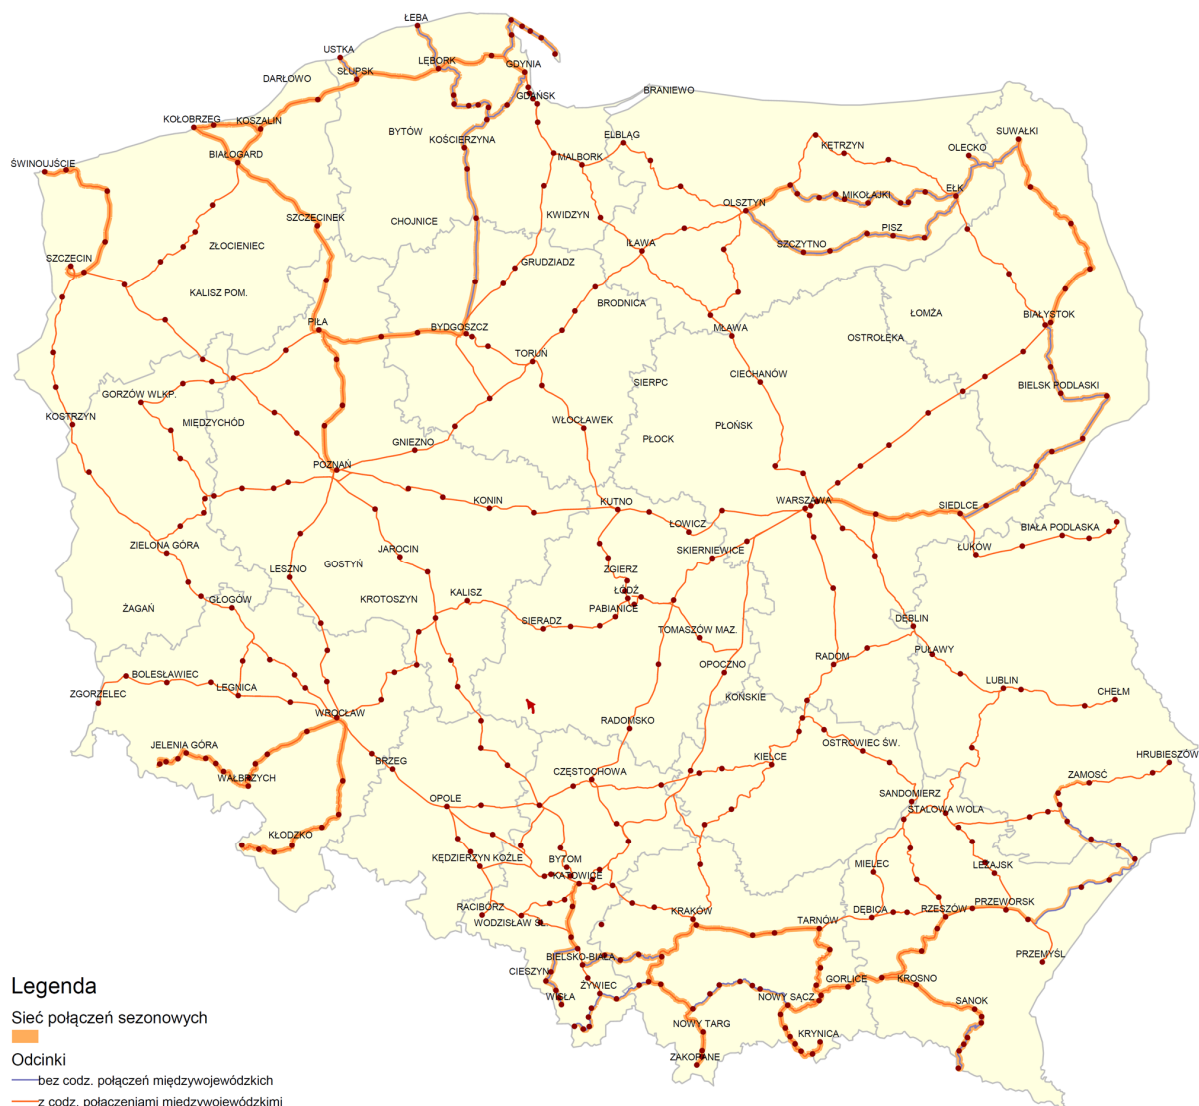 ŁEBA
USTKA
SŁUPSK
LĘBORK
GDYNIA
DARŁOWO
GDAŃSK
BRANIEWO
KOŁOBRZEG
KOSZALIN
BYTÓW
KOŚCIERZYNA
ELBLĄG
KĘTRZYN
OLECKO
SUWAŁKI
ŚWINOUJŚCIE
BIAŁOGARD
MALBORK
MIKOŁAJKI
EŁK
SZCZECINEK
CHOJNICE
KWIDZYN
OLSZTYN
PISZ
SZCZYTNO
ZŁOCIENIEC
IŁAWA
SZCZECIN
GRUDZIADZ
KALISZ POM.
BRODNICA
ŁOMŻA
BIAŁYSTOK
PIŁA
BYDGOSZCZ
MŁAWA
OSTROŁĘKA
TORUŃ
SIERPC
CIECHANÓW
BIELSK PODLASKI
GORZÓW WLKP.
KOSTRZYN
MIĘDZYCHÓD
WŁOCŁAWEK
PŁOŃSK
GNIEZNO
PŁOCK
POZNAŃ
KONIN
KUTNO
WARSZAWA
SIEDLCE
ŁOWICZ
BIAŁA PODLASKA
ZIELONA GÓRA
JAROCIN
SKIERNIEWICE
ŁUKÓW
LESZNO
GOSTYŃ
ZGIERZ
KALISZ
ŁÓDŹ
ŻAGAŃ
GŁOGÓW
KROTOSZYN
PABIANICE
SIERADZ
DĘBLIN
TOMASZÓW MAZ.
PUŁAWY
RADOM
OPOCZNO
BOLESŁAWIEC
ZGORZELEC
LEGNICA
LUBLIN
CHEŁM
KOŃSKIE
WROCŁAW
RADOMSKO
JELENIA GÓRA
OSTROWIEC ŚW.
BRZEG
KIELCE
HRUBIESZÓW
WAŁBRZYCH
CZĘSTOCHOWA
ZAMOSĆ
OPOLE
SANDOMIERZ
STALOWA WOLA
KŁODZKO
KĘDZIERZYN KOŹLE
BYTOM
MIELEC
LEŻAJSK
KATOWICE
RACIBÓRZ
KRAKÓW
TARNÓW
DĘBICA
RZESZÓW
PRZEWORSK
WODZISŁAW ŚL.
BIELSKO-BIAŁA
PRZEMYŚL
CIESZYN
ŻYWIEC
GORLICE
KROSNO
WISŁA
NOWY SĄCZ
SANOK
NOWY TARG
KRYNICA
ZAKOPANE
Legenda
Sieć połączeń sezonowych
Odcinki
bez codz. połączeń międzywojewódzkich
z codz. połączeniami międzywojewódzkimi